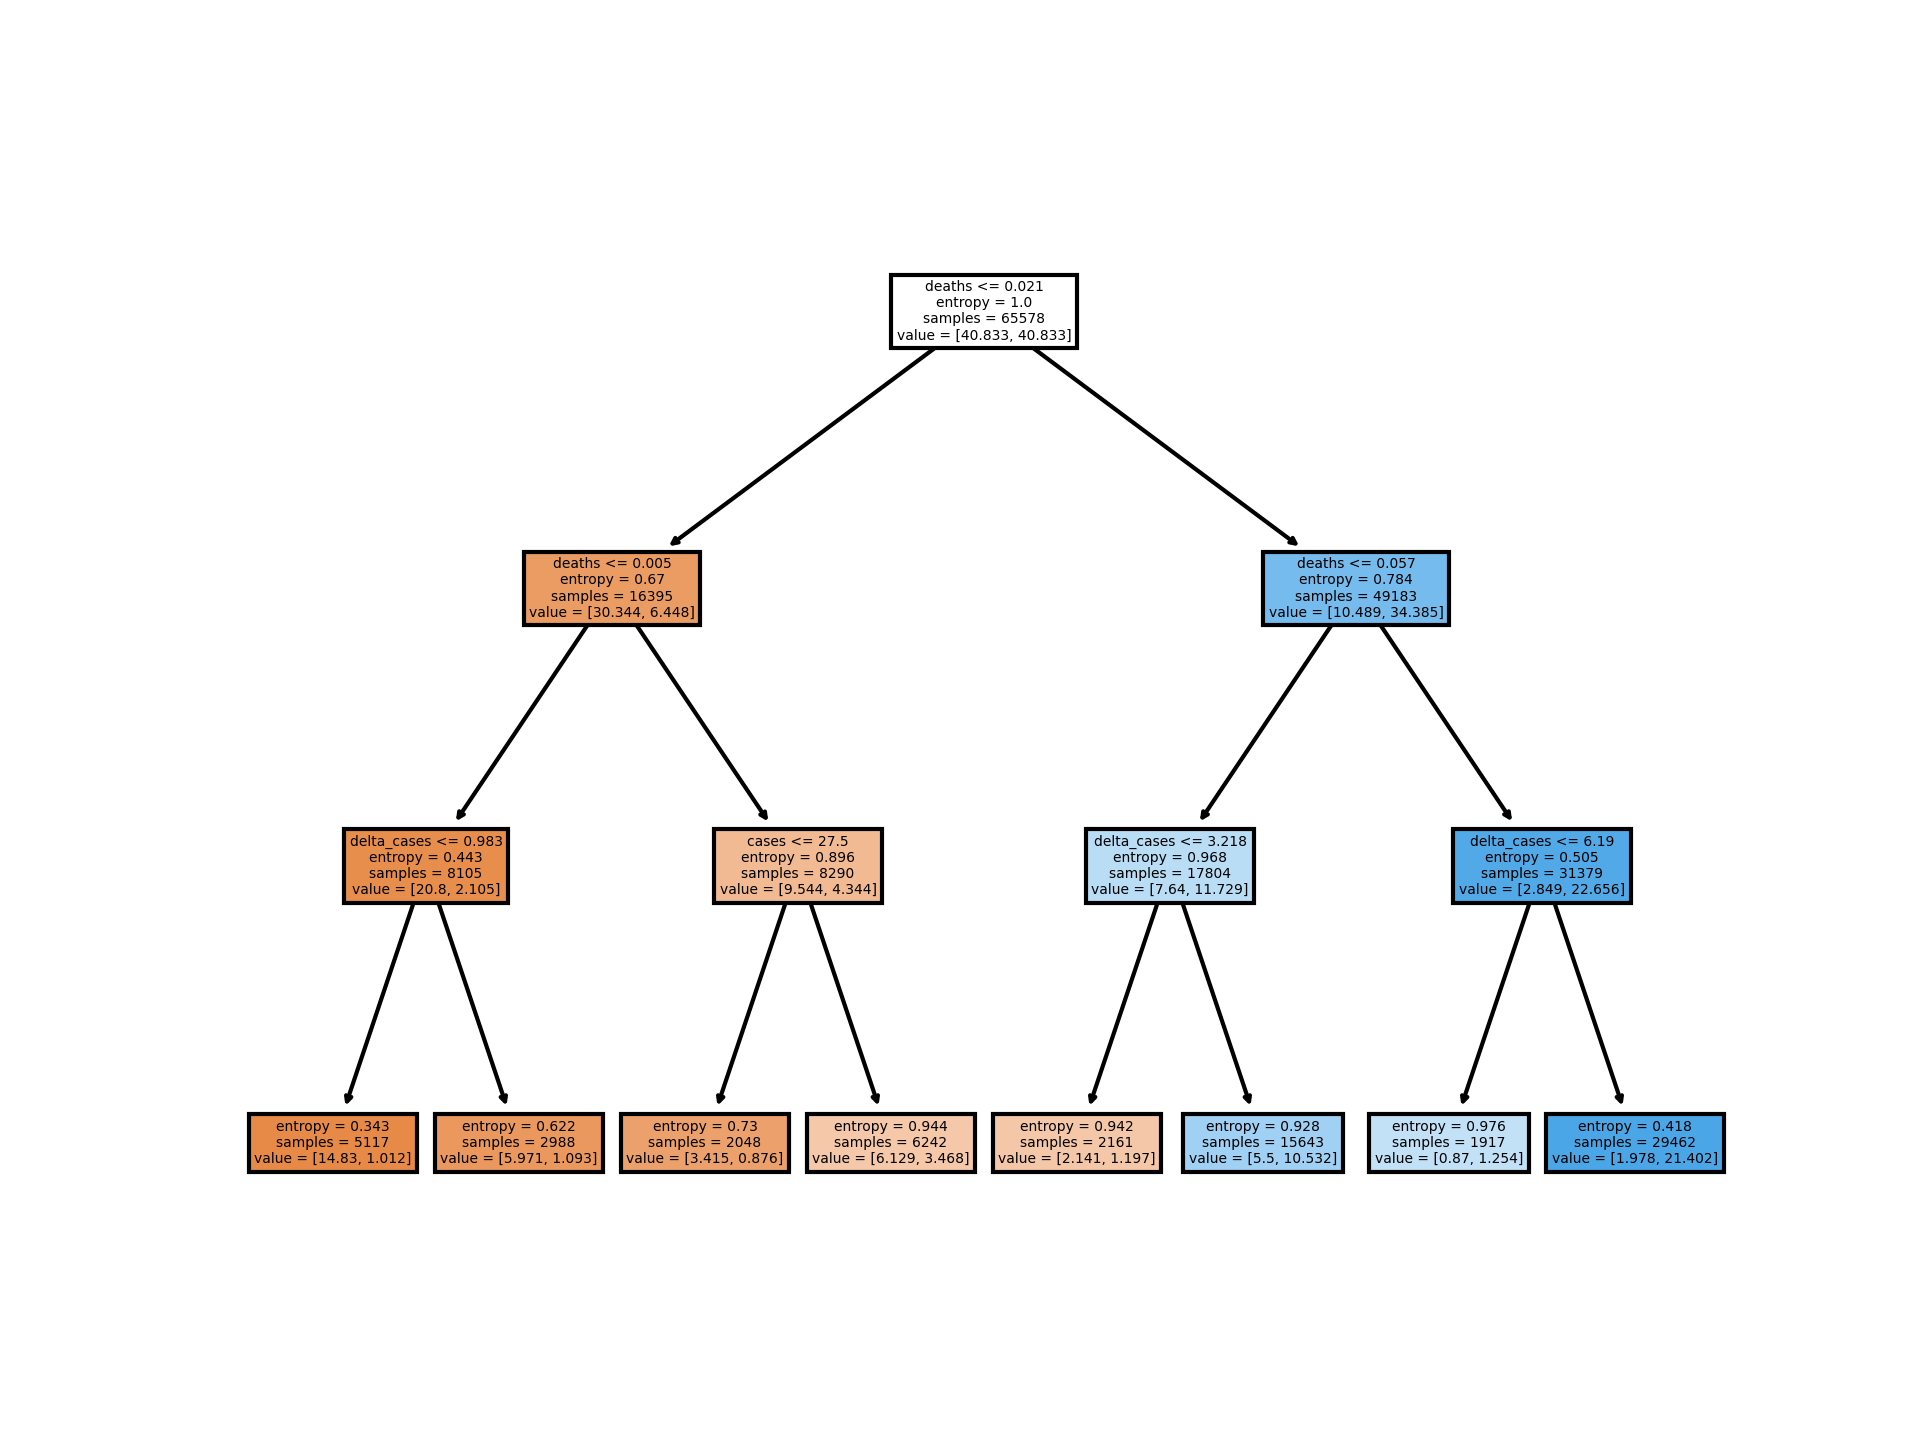 deaths <= 0.021
entropy = 1.0
samples = 65578
value = [40.833, 40.833]
deaths <= 0.005
entropy = 0.67
samples = 16395
value = [30.344, 6.448]
deaths <= 0.057
entropy = 0.784
samples = 49183
value = [10.489, 34.385]
delta_cases <= 0.983
entropy = 0.443
samples = 8105
value = [20.8, 2.105]
cases <= 27.5
entropy = 0.896
samples = 8290
value = [9.544, 4.344]
delta_cases <= 3.218
entropy = 0.968
samples = 17804
value = [7.64, 11.729]
delta_cases <= 6.19
entropy = 0.505
samples = 31379
value = [2.849, 22.656]
entropy = 0.343
samples = 5117
value = [14.83, 1.012]
entropy = 0.622
samples = 2988
value = [5.971, 1.093]
entropy = 0.73
samples = 2048
value = [3.415, 0.876]
entropy = 0.944
samples = 6242
value = [6.129, 3.468]
entropy = 0.942
samples = 2161
value = [2.141, 1.197]
entropy = 0.928
samples = 15643
value = [5.5, 10.532]
entropy = 0.976
samples = 1917
value = [0.87, 1.254]
entropy = 0.418
samples = 29462
value = [1.978, 21.402]